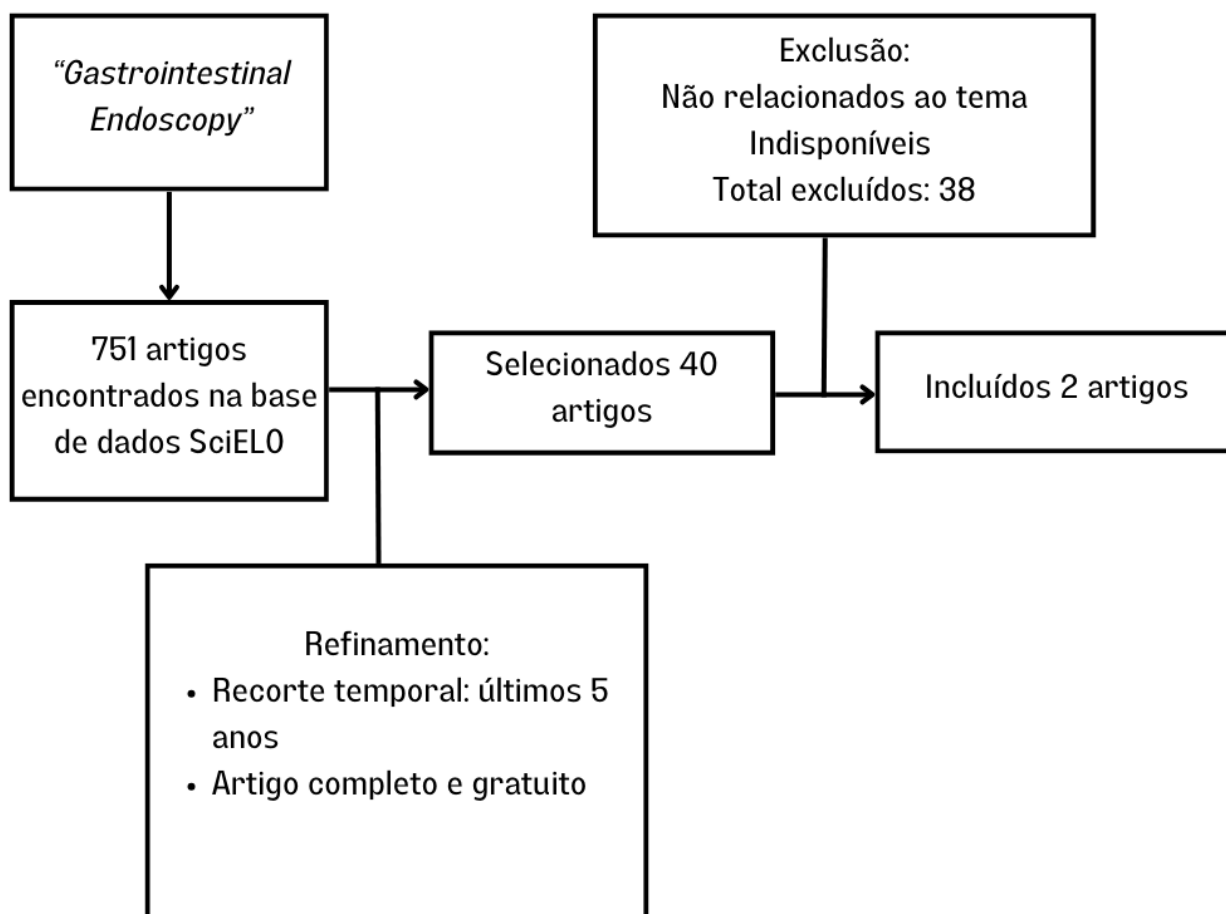 “Gastrointestinal
Endoscopy”
Exclusão:
Não relacionados ao tema
Indisponíveis
Total excluídos: 38
751 artigos
encontrados na base
de dados SciELO
Selecionados 40
artigos
Incluídos 2 artigos
Refinamento:
• Recorte temporal: últimos 5
anos
• Artigo completo e gratuito